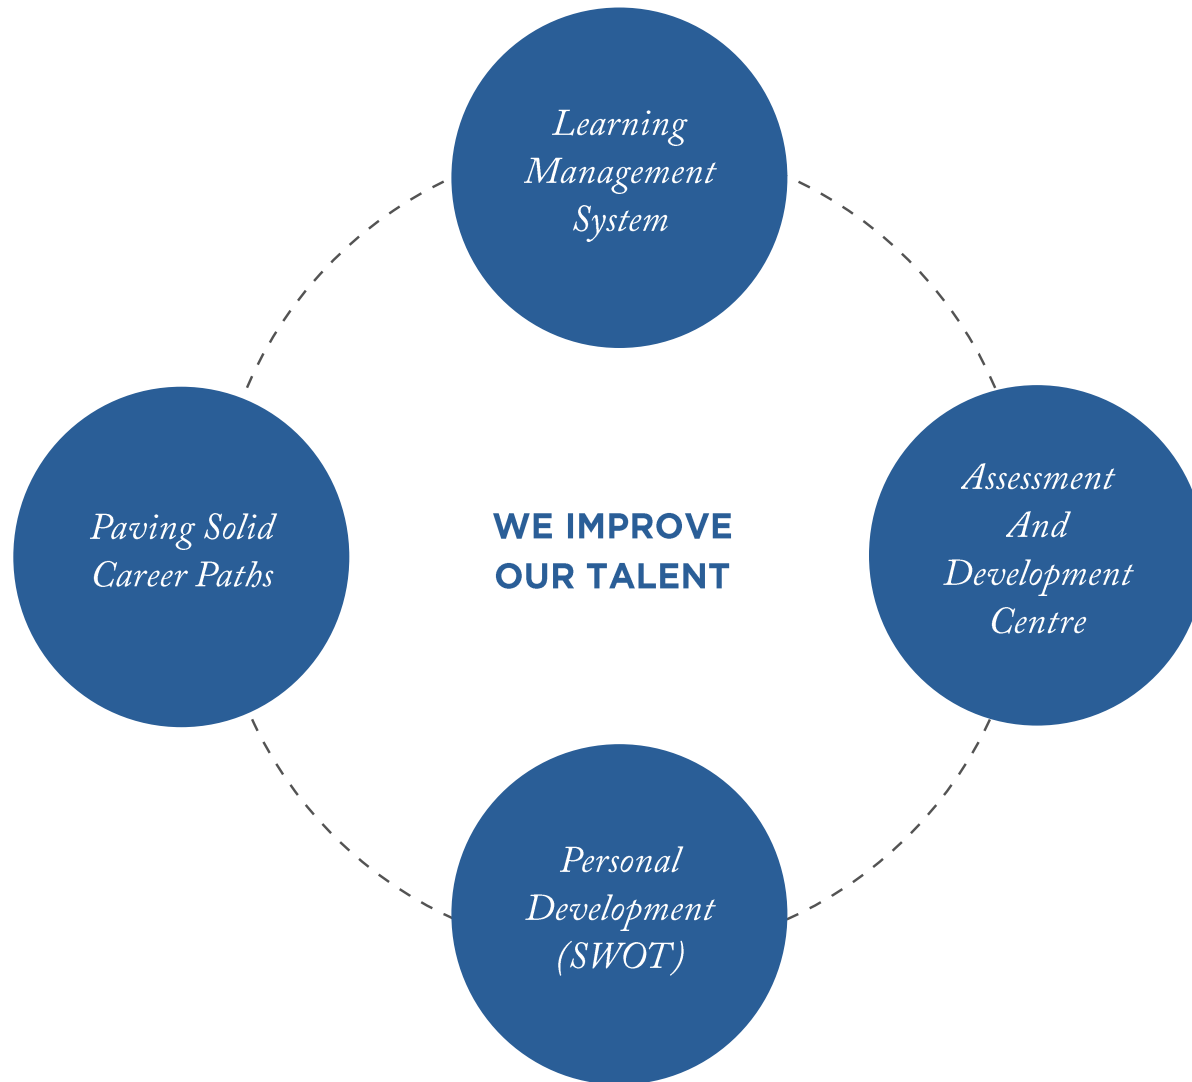 Learning
Management
System
Paving Solid
Career Paths
WE IMPROVE
OUR TALENT
Assessment
And
Development
Centre
Personal
Development
(SWOT)